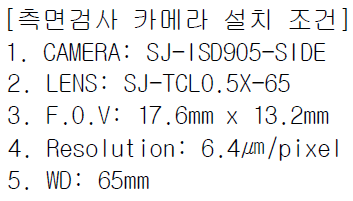 [측면검사 카메라 설치 조건]
1. CAMERA: SJ-ISD905-SIDE
2. LENS: SJ-TCL0.5X-65
3. F.O.V: 17.6mm x 13.2mm
4. Resolution: 6.4㎛/pixel
5. WD: 65mm